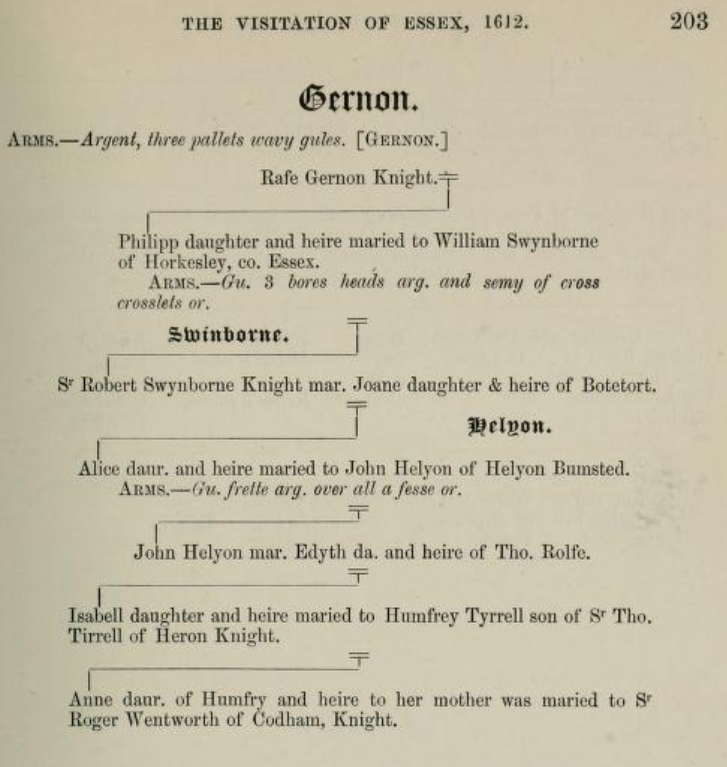 THE VISITATION OF ESSEX, 1612. 203
Gernon.
ARMS.—Argent, three pallets wavy gules. [GERNON.]
Rafe Gernon Knight.
Philipp daughter and heire maried to William Swynborne
of Horkesley, co. Essex.
ARMS.—Gu. 3 bores heads arg. and semy of cross
crosslets or.
Swinborne.
Sr Robert Swynborne Knight mar. Joane daughter & heire of Botetort.
Helyon.
Alice daur. and heire maried to John Helyon of Helyon Bumsted.
ARMS.—Gu. frette arg. over all a fesse or.
John Helyon mar. Edyth da. and heire of Tho. Rolfe.
Isabell daughter and heire maried to Humfrey Tyrrell son of Sr Tho.
Tirrell of Heron Knight.
Anne daur. of Humfry and heire to her mother was maried to Sr
Roger Wentworth of Codham, Knight.